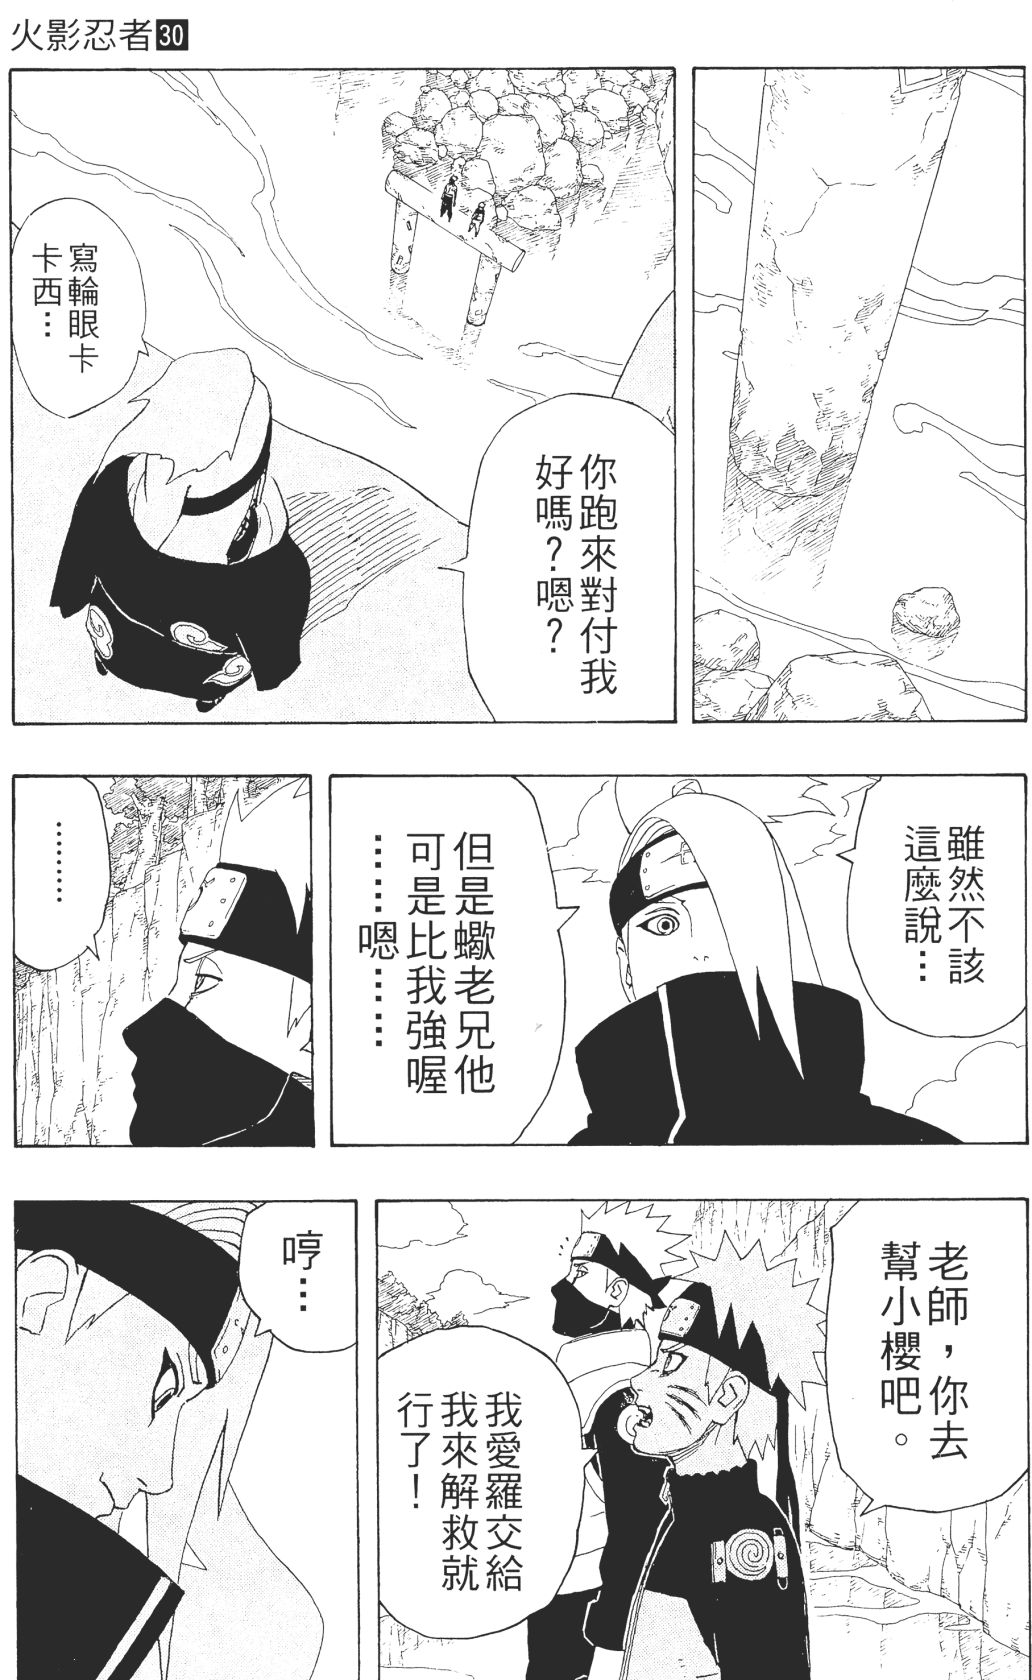 火影忍者30
寫輪眼卡
卡西…
你跑來對付我
好嗎？嗯？
雖然不該
這麼說…
但是蠍老兄他
可是比我強喔
……嗯……
………
老師，你去
幫小櫻吧。
我愛羅交給
我來解救就
行了！
哼…